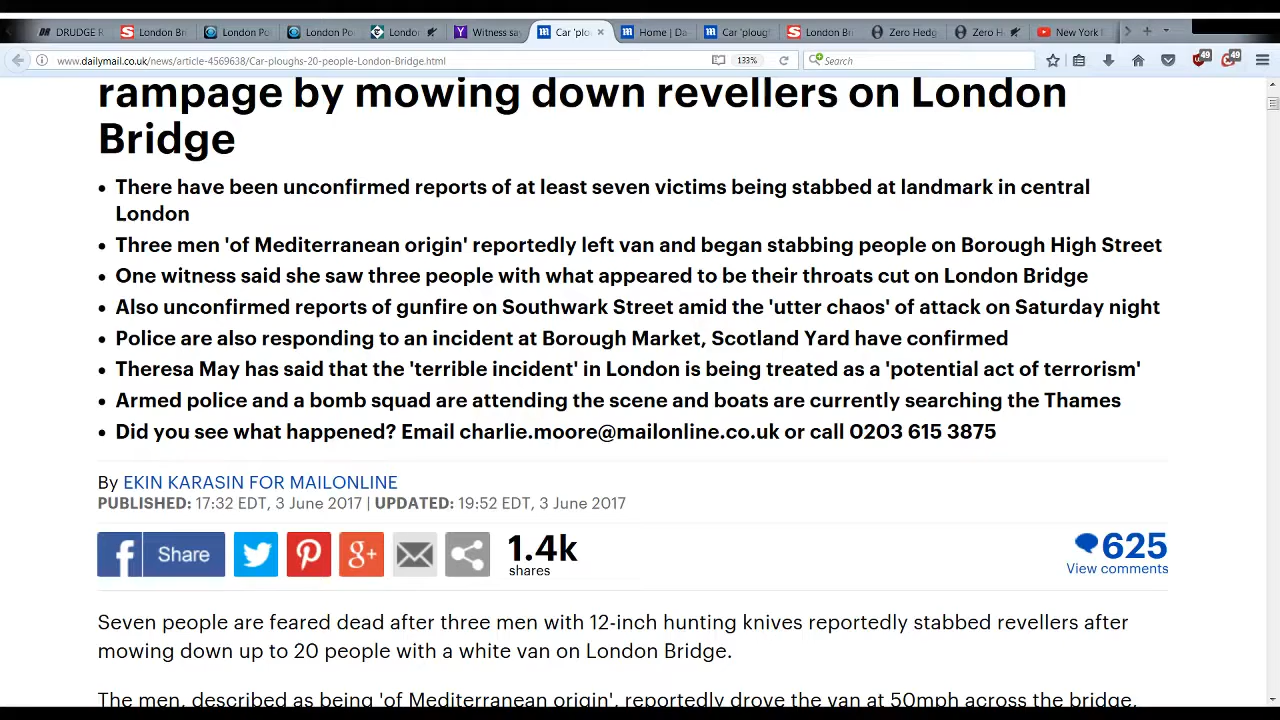 DRUDGE R
London Br
London Po
London Po
London
Witness sa
Car 'plo
Home | Da
Car 'ploug
London Br
Zero Hedg
Zero H
New York
www.dailymail.co.uk/news/article-4569638/Car-ploughs-20-people-London-Bridge.html
133%
Search
49
49
rampage by mowing down revellers on London
Bridge
• There have been unconfirmed reports of at least seven victims being stabbed at landmark in central
London
• Three men 'of Mediterranean origin' reportedly left van and began stabbing people on Borough High Street
• One witness said she saw three people with what appeared to be their throats cut on London Bridge
• Also unconfirmed reports of gunfire on Southwark Street amid the 'utter chaos' of attack on Saturday night
• Police are also responding to an incident at Borough Market, Scotland Yard have confirmed
• Theresa May has said that the 'terrible incident' in London is being treated as a 'potential act of terrorism'
• Armed police and a bomb squad are attending the scene and boats are currently searching the Thames
• Did you see what happened? Email charlie.moore@mailonline.co.uk or call 0203 615 3875
By EKIN KARASIN FOR MAILONLINE
PUBLISHED: 17:32 EDT, 3 June 2017 | UPDATED: 19:52 EDT, 3 June 2017
Share
1.4k
shares
625
View comments
Seven people are feared dead after three men with 12-inch hunting knives reportedly stabbed revellers after
mowing down up to 20 people with a white van on London Bridge.
The men, described as being 'of Mediterranean origin', reportedly drove the van at 50mph across the bridge,